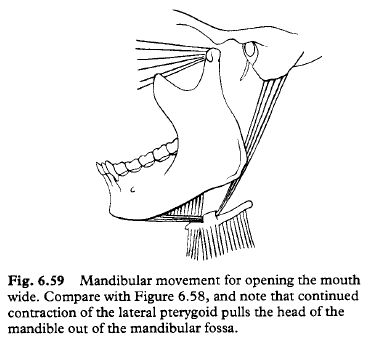 Fig. 6.59 Mandibular movement for opening the mouth
wide. Compare with Figure 6.58, and note that continued
contraction of the lateral pterygoid pulls the head of the
mandible out of the mandibular fossa.